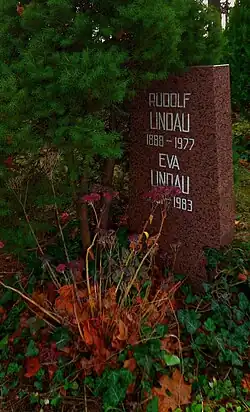 RUDOLF
LINDAU
1888 – 1977
EVA
LINDAU
1983